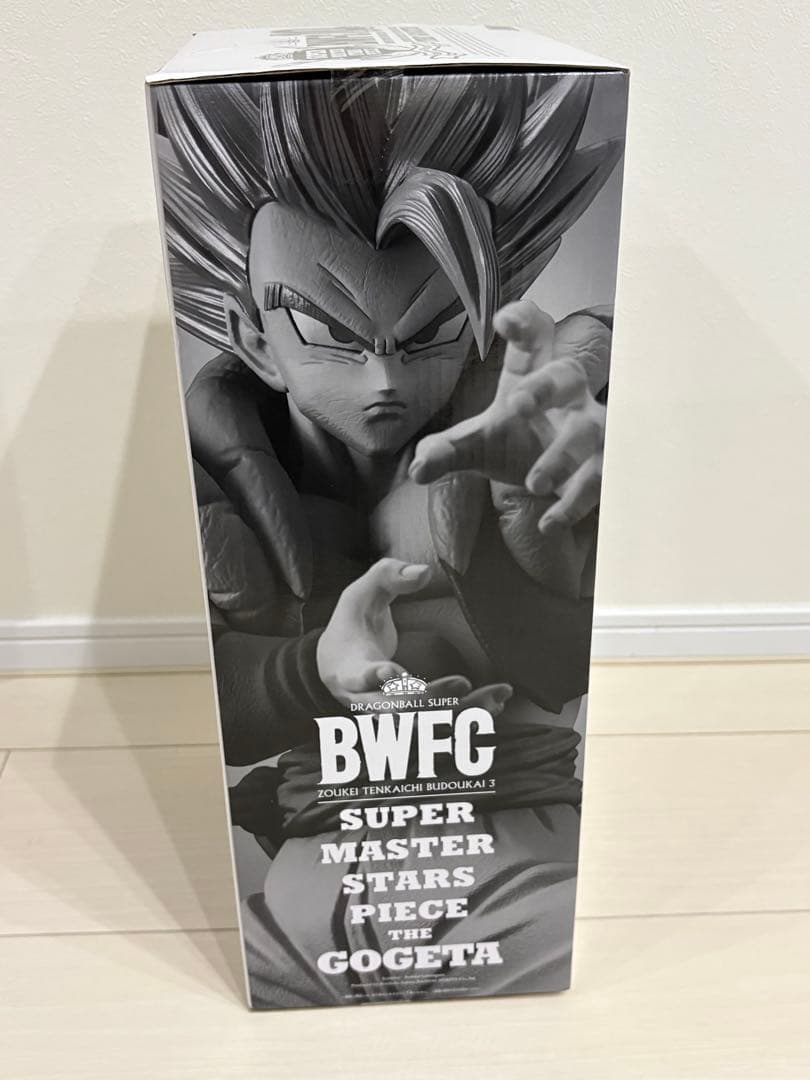 DRAGONBALL SUPER
BWFC
ZOUKEI TENKAICHI BUDOUKAI 3
SUPER
MASTER
STARS
PIECE
THE
GOGETA